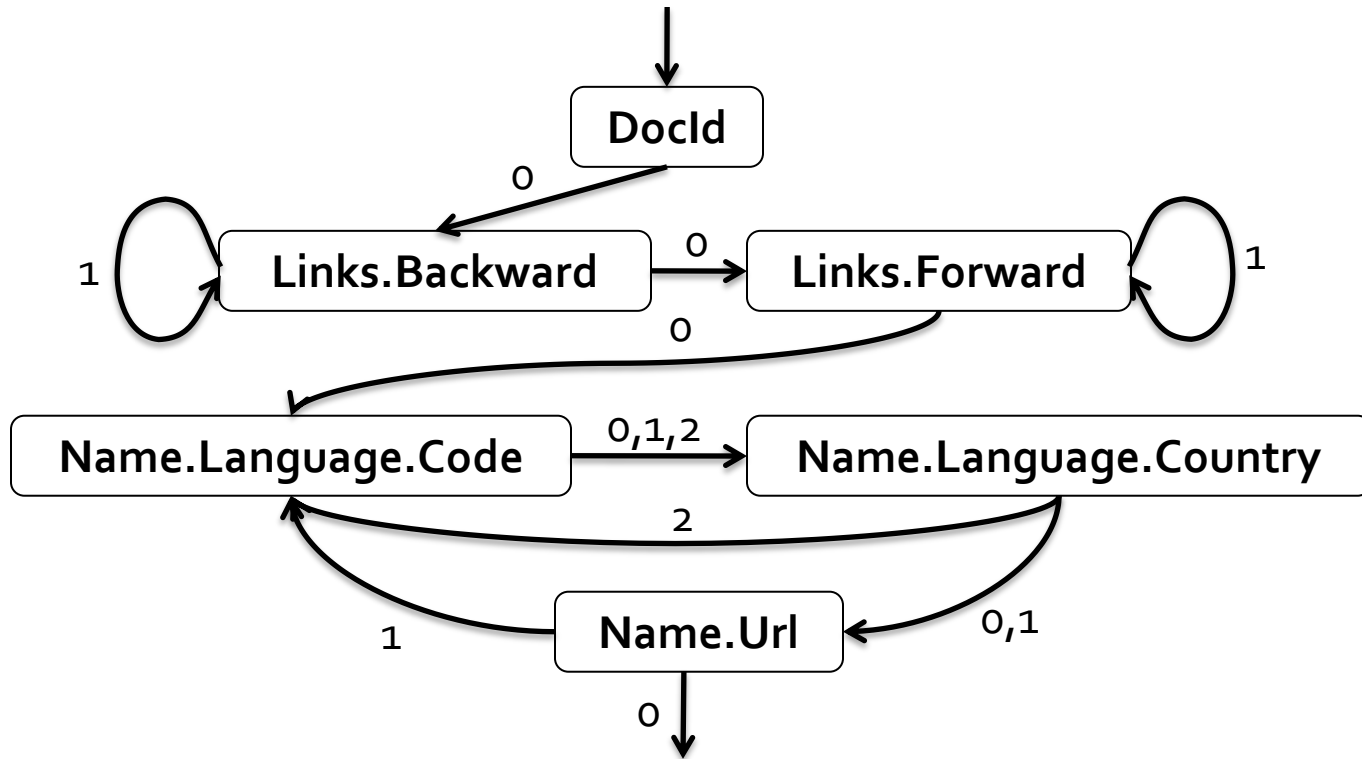 DocId
0
1
Links.Backward
0
Links.Forward
1
0
Name.Language.Code
0,1,2
Name.Language.Country
2
1
Name.Url
0,1
0